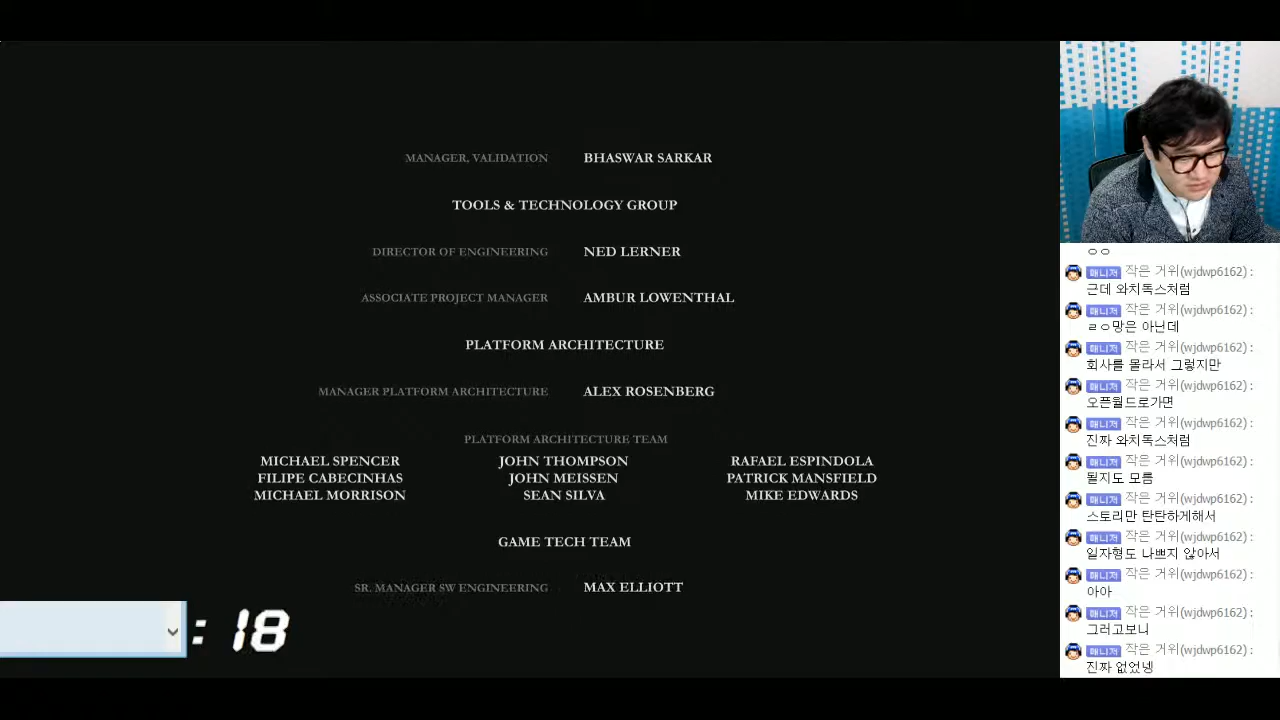 MANAGER, VALIDATION BHASWAR SARKAR
TOOLS & TECHNOLOGY GROUP
DIRECTOR OF ENGINEERING NED LERNER
ASSOCIATE PROJECT MANAGER AMBUR LOWENTHAL
PLATFORM ARCHITECTURE
MANAGER PLATFORM ARCHITECTURE ALEX ROSENBERG
PLATFORM ARCHITECTURE TEAM
MICHAEL SPENCER JOHN THOMPSON RAFAEL ESPINDOLA
FILIPE CABECINHAS JOHN MEISSEN PATRICK MANSFIELD
MICHAEL MORRISON SEAN SILVA MIKE EDWARDS
GAME TECH TEAM
SR. MANAGER SW ENGINEERING MAX ELLIOTT
: 18
ㅇㅇ
매니저 작은 거위(wjdwp6162) :
근데 와치독스처럼
매니저 작은 거위(wjdwp6162) :
ㄹㅇ망은 아닌데
매니저 작은 거위(wjdwp6162) :
회사를 몰라서 그렇지만
매니저 작은 거위(wjdwp6162) :
오픈월드로가면
매니저 작은 거위(wjdwp6162) :
진짜 와치독스처럼
매니저 작은 거위(wjdwp6162) :
될지도 모름
매니저 작은 거위(wjdwp6162) :
스토리만 탄탄하게해서
매니저 작은 거위(wjdwp6162) :
일자형도 나쁘지 않아서
매니저 작은 거위(wjdwp6162) :
아아
매니저 작은 거위(wjdwp6162) :
그러고보니
매니저 작은 거위(wjdwp6162) :
진짜 없었넹